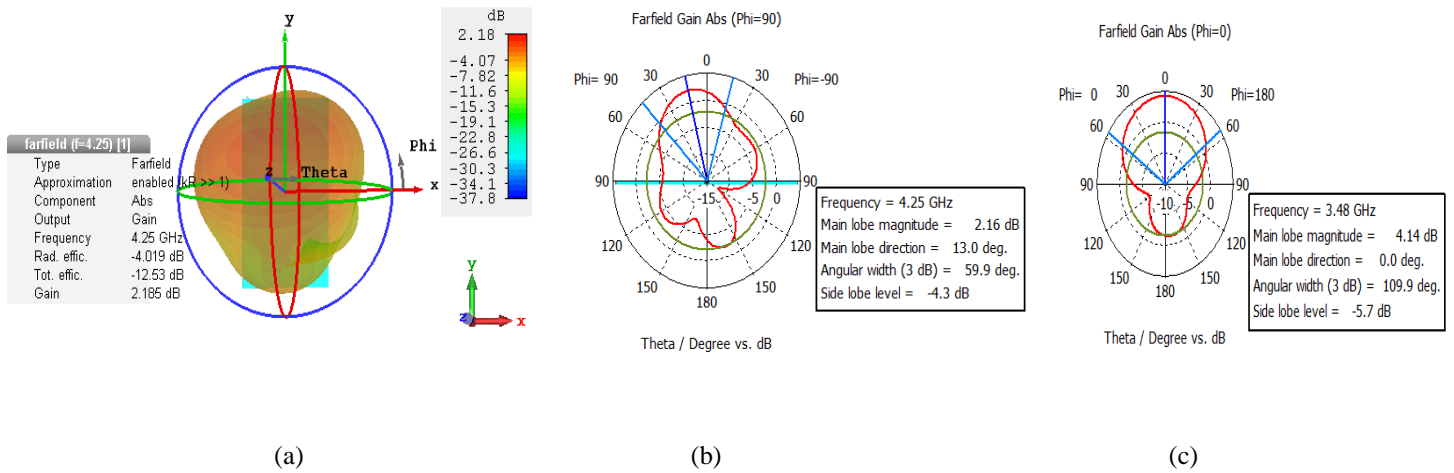 y
x
z
Theta
Phi
farfield (f=4.25) [1]
Type Farfield
Approximation enabled (kR >> 1)
Component Abs
Output Gain
Frequency 4.25 GHz
Rad. effic. -4.019 dB
Tot. effic. -12.53 dB
Gain 2.185 dB
dB
2.18
-4.07
-7.82
-11.6
-15.3
-19.1
-22.8
-26.6
-30.3
-34.1
-37.8
y
z
x
(a)
Farfield Gain Abs (Phi=90)
0
30 30
Phi= 90 Phi=-90
60 60
90 90
-15 -5 0
120 120
150 150
180
Frequency = 4.25 GHz
Main lobe magnitude = 2.16 dB
Main lobe direction = 13.0 deg.
Angular width (3 dB) = 59.9 deg.
Side lobe level = -4.3 dB
Theta / Degree vs. dB
(b)
Farfield Gain Abs (Phi=0)
0
30 30
Phi= 0 Phi=180
60 60
90 90
-10 -5 0
120 120
150 150
180
Frequency = 3.48 GHz
Main lobe magnitude = 4.14 dB
Main lobe direction = 0.0 deg.
Angular width (3 dB) = 109.9 deg.
Side lobe level = -5.7 dB
Theta / Degree vs. dB
(c)